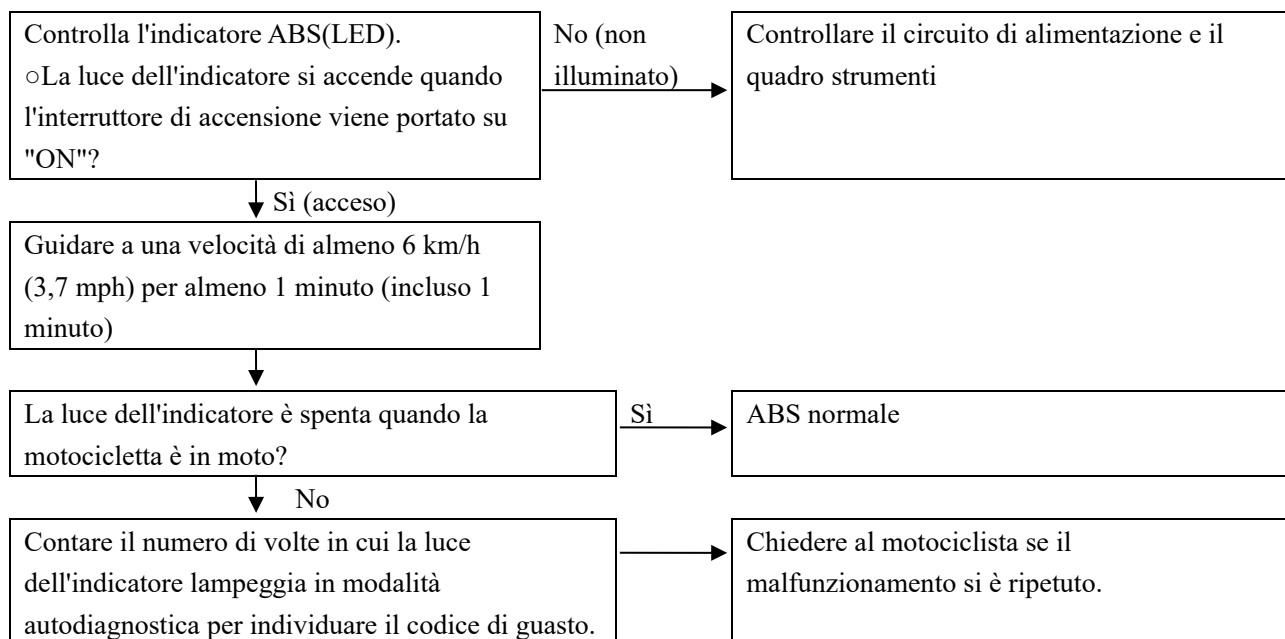 Controlla l'indicatore ABS(LED).
○La luce dell'indicatore si accende quando
l'interruttore di accensione viene portato su
"ON"?
No (non
illuminato)
Controllare il circuito di alimentazione e il
quadro strumenti
Sì (acceso)
Guidare a una velocità di almeno 6 km/h
(3,7 mph) per almeno 1 minuto (incluso 1
minuto)
La luce dell'indicatore è spenta quando la
motocicletta è in moto?
Sì
ABS normale
No
Contare il numero di volte in cui la luce
dell'indicatore lampeggia in modalità
autodiagnostica per individuare il codice di guasto.
Chiedere al motociclista se il
malfunzionamento si è ripetuto.